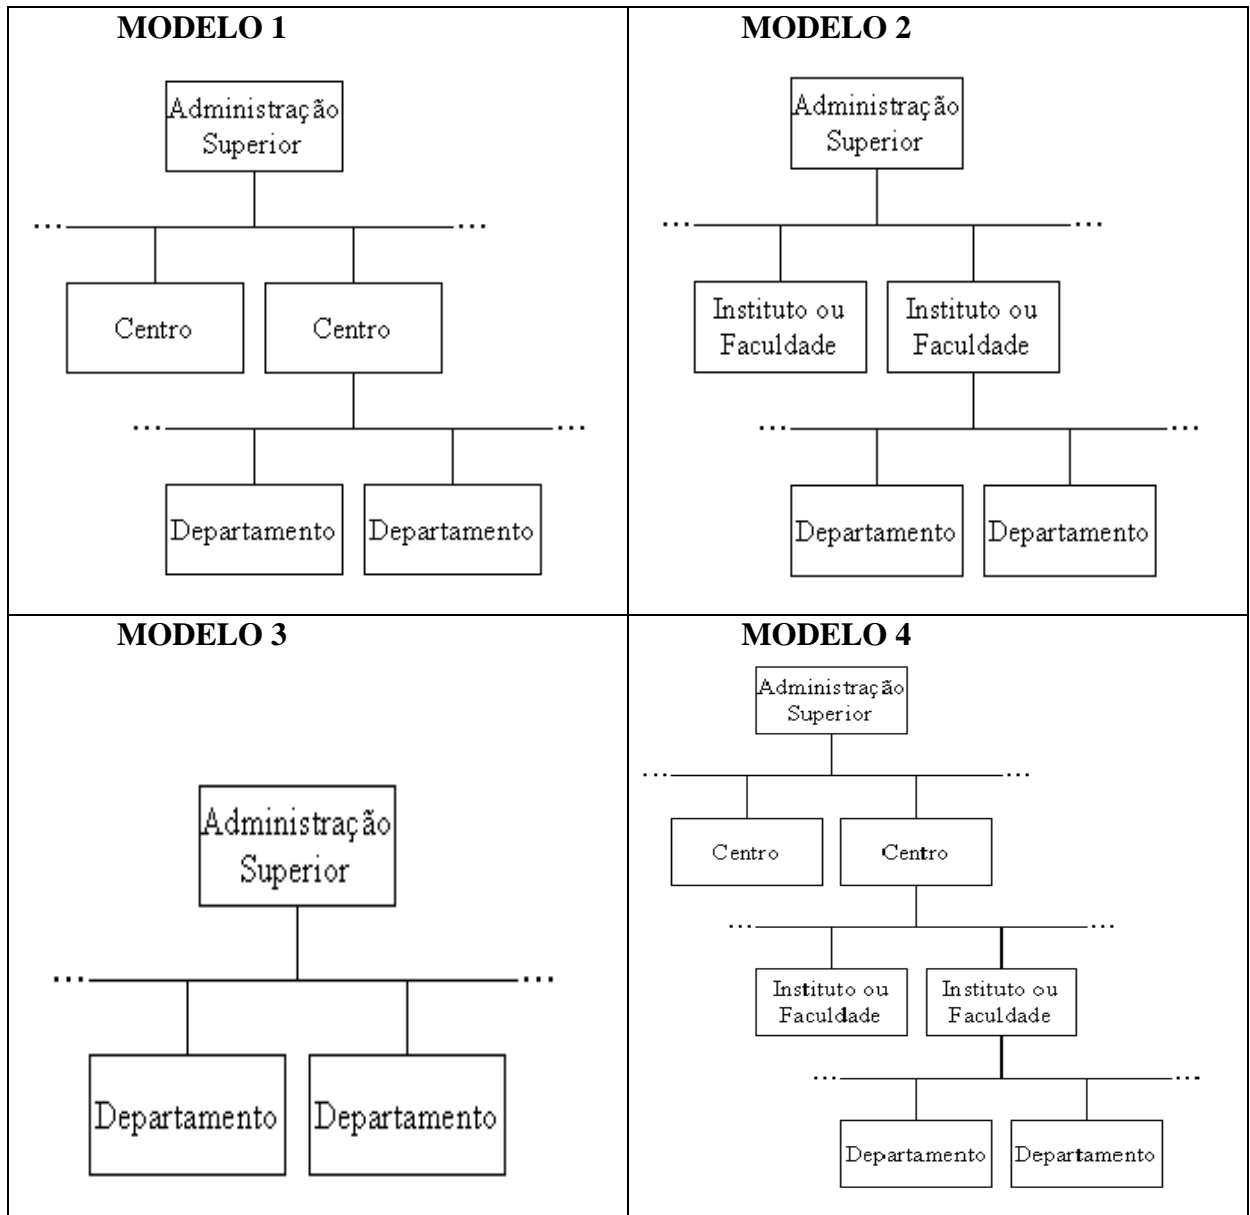 MODELO 1
Administração
Superior
... ...
Centro Centro
... ...
Departamento Departamento
MODELO 2
Administração
Superior
... ...
Instituto ou Instituto ou
Faculdade Faculdade
... ...
Departamento Departamento
MODELO 3
Administração
Superior
... ...
Departamento Departamento
MODELO 4
Administração
Superior
... ...
Centro Centro
... ...
Instituto ou Instituto ou
Faculdade Faculdade
... ...
Departamento Departamento